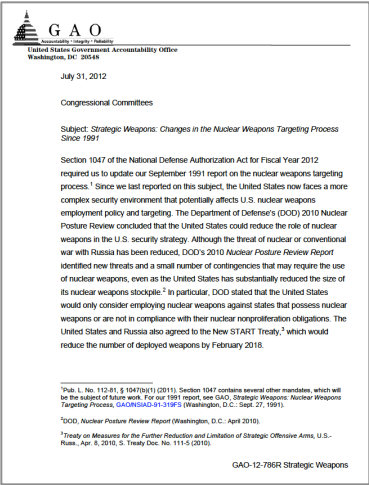 G A O
Accountability • Integrity • Reliability
United States Government Accountability Office
Washington, DC 20548
July 31, 2012
Congressional Committees
Subject: Strategic Weapons: Changes in the Nuclear Weapons Targeting Process
Since 1991
Section 1047 of the National Defense Authorization Act for Fiscal Year 2012
required us to update our September 1991 report on the nuclear weapons targeting
process.1 Since we last reported on this subject, the United States now faces a more
complex security environment that potentially affects U.S. nuclear weapons
employment policy and targeting. The Department of Defense's (DOD) 2010 Nuclear
Posture Review concluded that the United States could reduce the role of nuclear
weapons in the U.S. security strategy. Although the threat of nuclear or conventional
war with Russia has been reduced, DOD's 2010 Nuclear Posture Review Report
identified new threats and a small number of contingencies that may require the use
of nuclear weapons, even as the United States has substantially reduced the size of
its nuclear weapons stockpile.2 In particular, DOD stated that the United States
would only consider employing nuclear weapons against states that possess nuclear
weapons or are not in compliance with their nuclear nonproliferation obligations. The
United States and Russia also agreed to the New START Treaty,3 which would
reduce the number of deployed weapons by February 2018.
1Pub. L. No. 112-81, § 1047(b)(1) (2011). Section 1047 contains several other mandates, which will
be the subject of future work. For our 1991 report, see GAO, Strategic Weapons: Nuclear Weapons
Targeting Process, GAO/NSIAD-91-319FS (Washington, D.C.: Sept. 27, 1991).
2DOD, Nuclear Posture Review Report (Washington, D.C.: April 2010).
3Treaty on Measures for the Further Reduction and Limitation of Strategic Offensive Arms, U.S.-
Russ., Apr. 8, 2010, S. Treaty Doc. No. 111-5 (2010).
GAO-12-786R Strategic Weapons